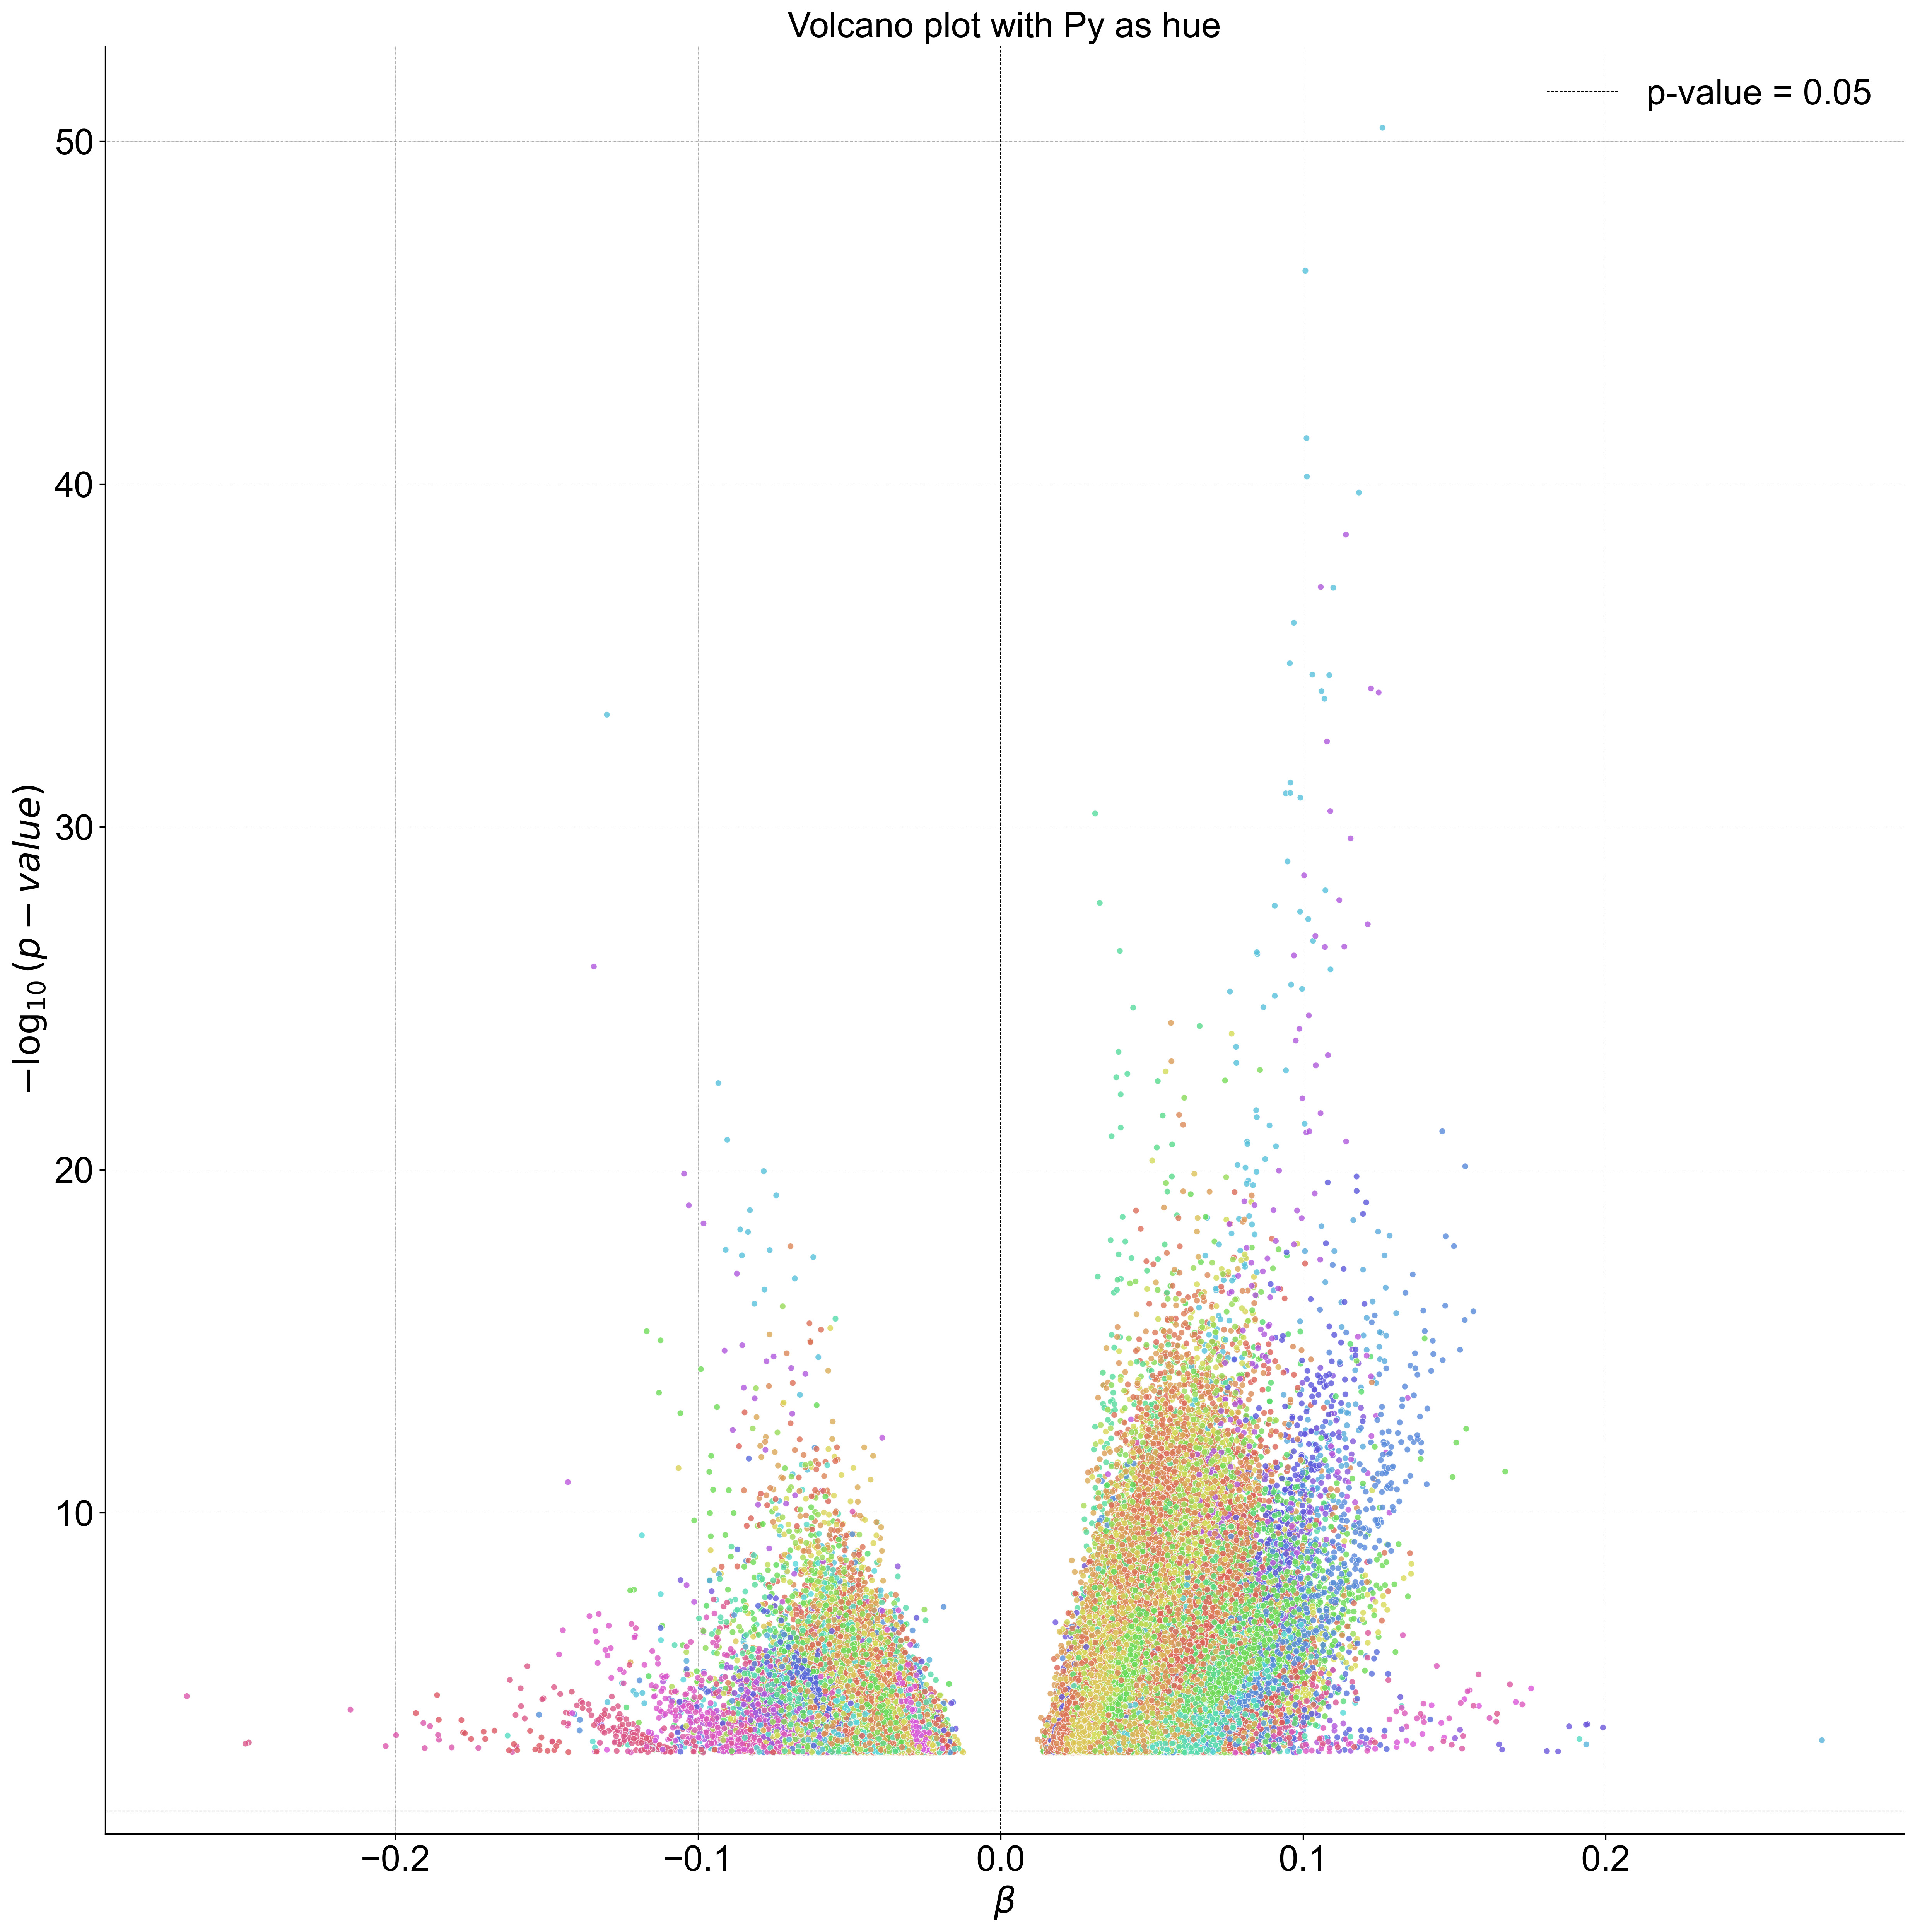 Volcano plot with Py as hue
p-value = 0.05
50
40
30
20
10
−log₁₀ (p − value)
−0.2 −0.1 0.0 0.1 0.2
β